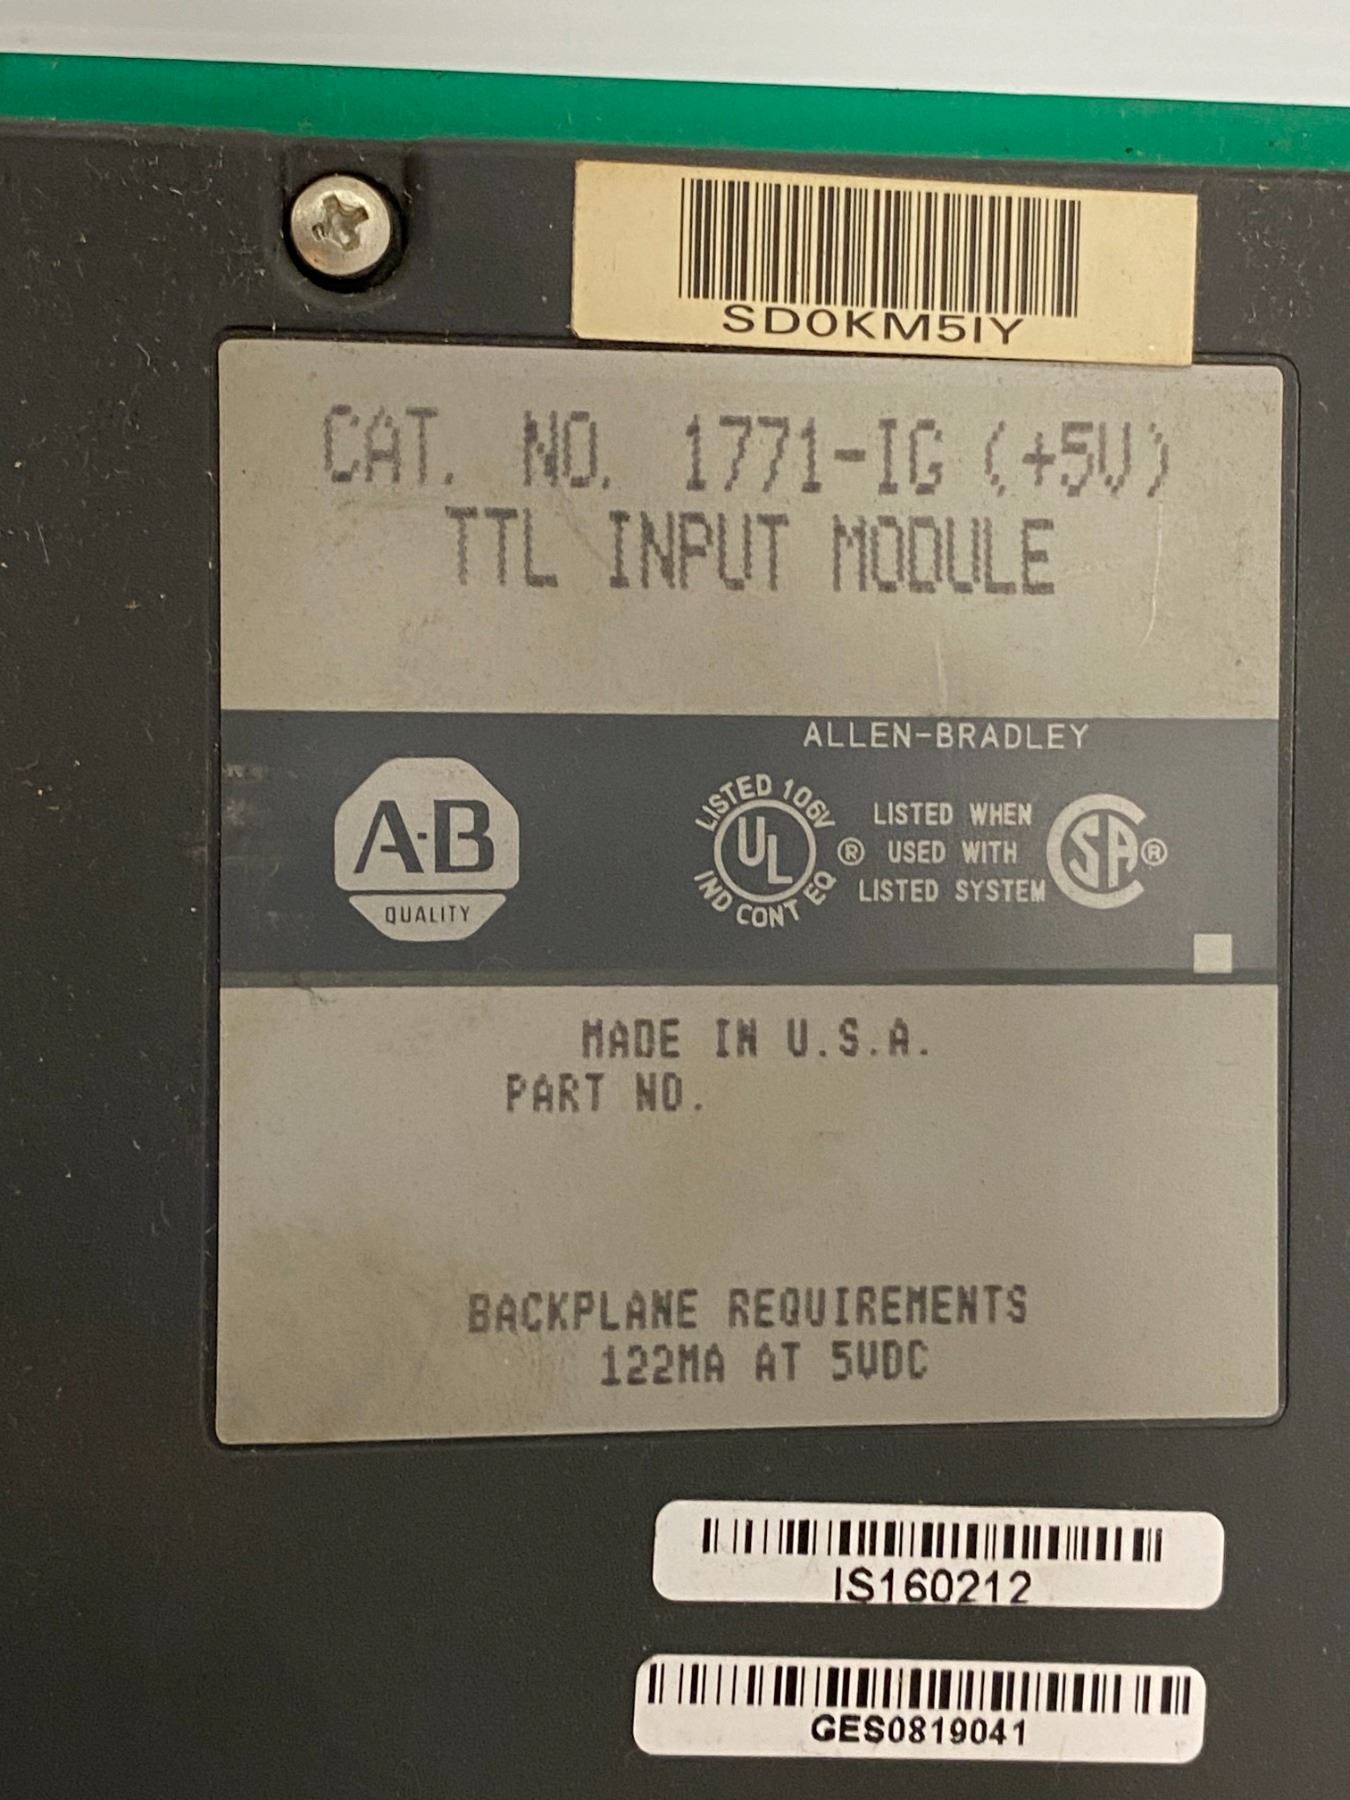 SD0KM5IY
CAT. NO. 1771-IG (+5V)
TTL INPUT MODULE
ALLEN-BRADLEY
A-B
QUALITY
LISTED 106V
UL
IND CONT EQ
®
LISTED WHEN
USED WITH
LISTED SYSTEM
SA®
MADE IN U.S.A.
PART NO.
BACKPLANE REQUIREMENTS
122MA AT 5VDC
IS160212
GES0819041